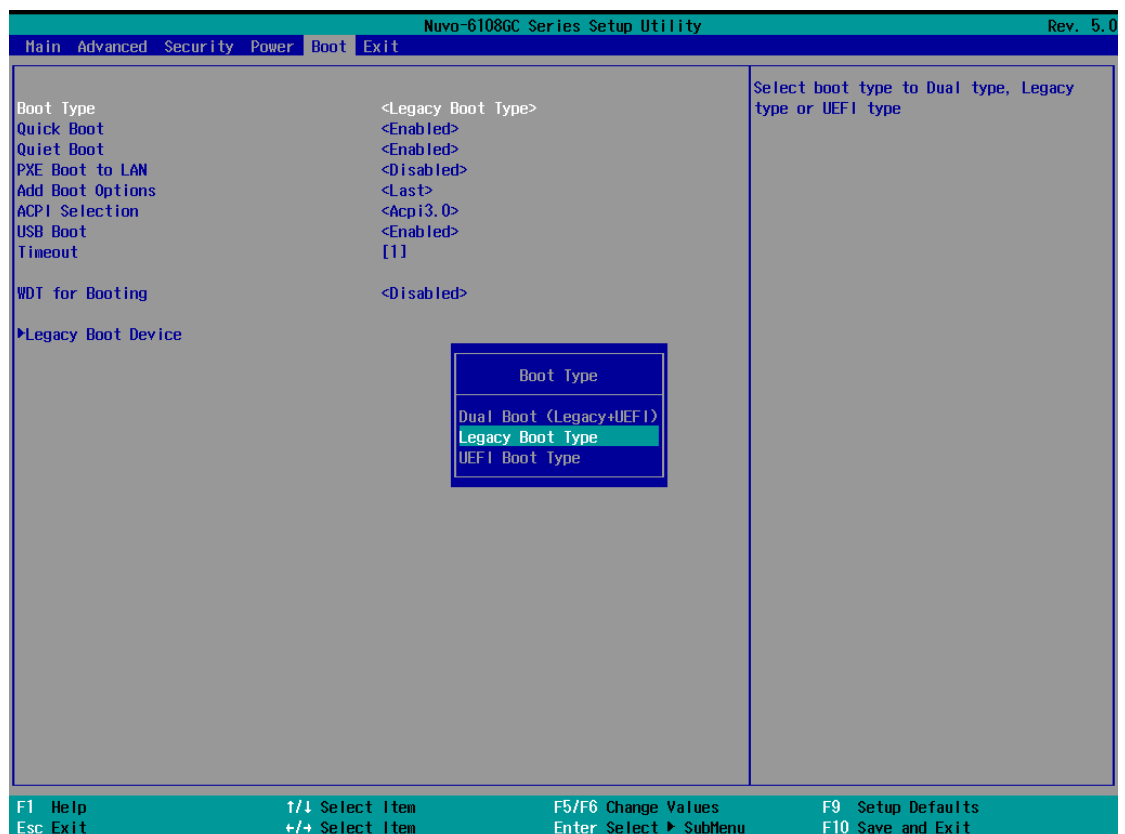 Nuvo-6108GC Series Setup Utility Rev. 5.0
Main Advanced Security Power Boot Exit
Boot Type <Legacy Boot Type>
Quick Boot <Enabled>
Quiet Boot <Enabled>
PXE Boot to LAN <Disabled>
Add Boot Options <Last>
ACPI Selection <Acpi3.0>
USB Boot <Enabled>
Timeout [1]
WDT for Booting <Disabled>
▶Legacy Boot Device
Select boot type to Dual type, Legacy
type or UEFI type
Boot Type
Dual Boot (Legacy+UEFI)
Legacy Boot Type
UEFI Boot Type
F1 Help ↑/↓ Select Item F5/F6 Change Values F9 Setup Defaults
Esc Exit ←/→ Select Item Enter Select ▶ SubMenu F10 Save and Exit